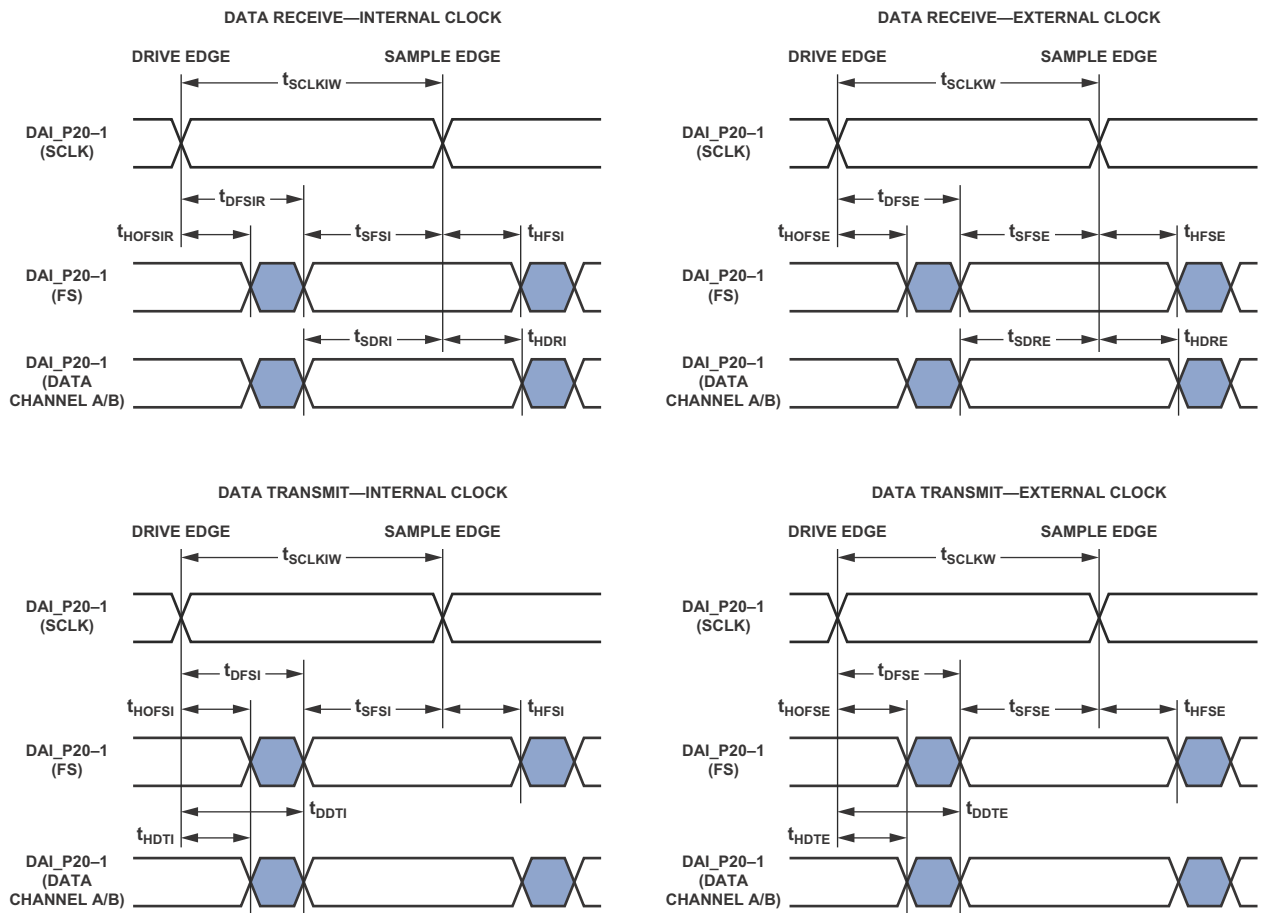 DATA RECEIVE—INTERNAL CLOCK
DRIVE EDGE
SAMPLE EDGE
tSCLKIW
DAI_P20–1
(SCLK)
tDFSIR
tHOFSIR
tSFSI
tHFSI
DAI_P20–1
(FS)
tSDRI
tHDRI
DAI_P20–1
(DATA
CHANNEL A/B)
DATA RECEIVE—EXTERNAL CLOCK
DRIVE EDGE
SAMPLE EDGE
tSCLKW
DAI_P20–1
(SCLK)
tDFSE
tHOFSE
tSFSE
tHFSE
DAI_P20–1
(FS)
tSDRE
tHDRE
DAI_P20–1
(DATA
CHANNEL A/B)
DATA TRANSMIT—INTERNAL CLOCK
DRIVE EDGE
SAMPLE EDGE
tSCLKIW
DAI_P20–1
(SCLK)
tDFSI
tHOFSI
tSFSI
tHFSI
DAI_P20–1
(FS)
tDDTI
tHDTI
DAI_P20–1
(DATA
CHANNEL A/B)
DATA TRANSMIT—EXTERNAL CLOCK
DRIVE EDGE
SAMPLE EDGE
tSCLKW
DAI_P20–1
(SCLK)
tDFSE
tHOFSE
tSFSE
tHFSE
DAI_P20–1
(FS)
tDDTE
tHDTE
DAI_P20–1
(DATA
CHANNEL A/B)